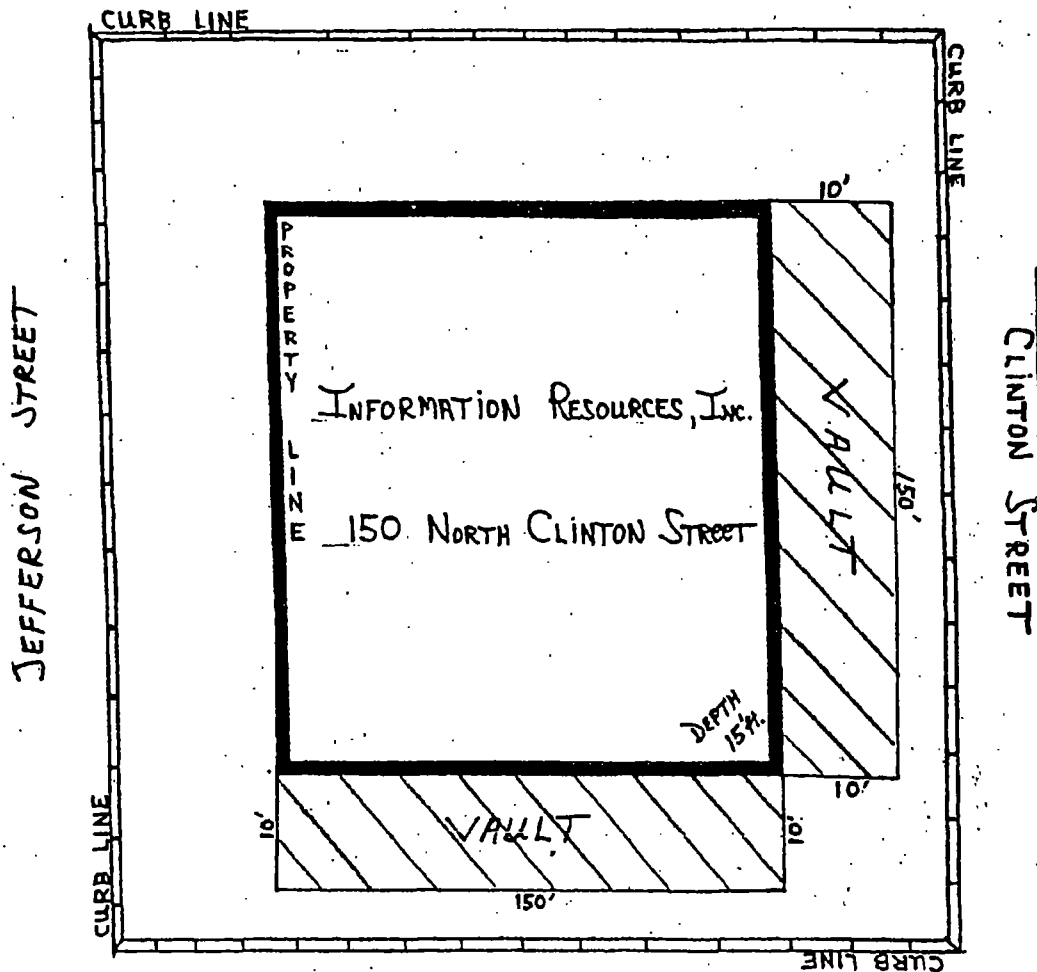 CURB LINE
CURB LINE
10'
PROPERTY LINE
JEFFERSON STREET
CLINTON STREET
INFORMATION RESOURCES, INC.
VAULT
150'
150 NORTH CLINTON STREET
DEPTH
15'ft.
10'
10'
VAULT
10'
CURB LINE
150'
CURB LINE